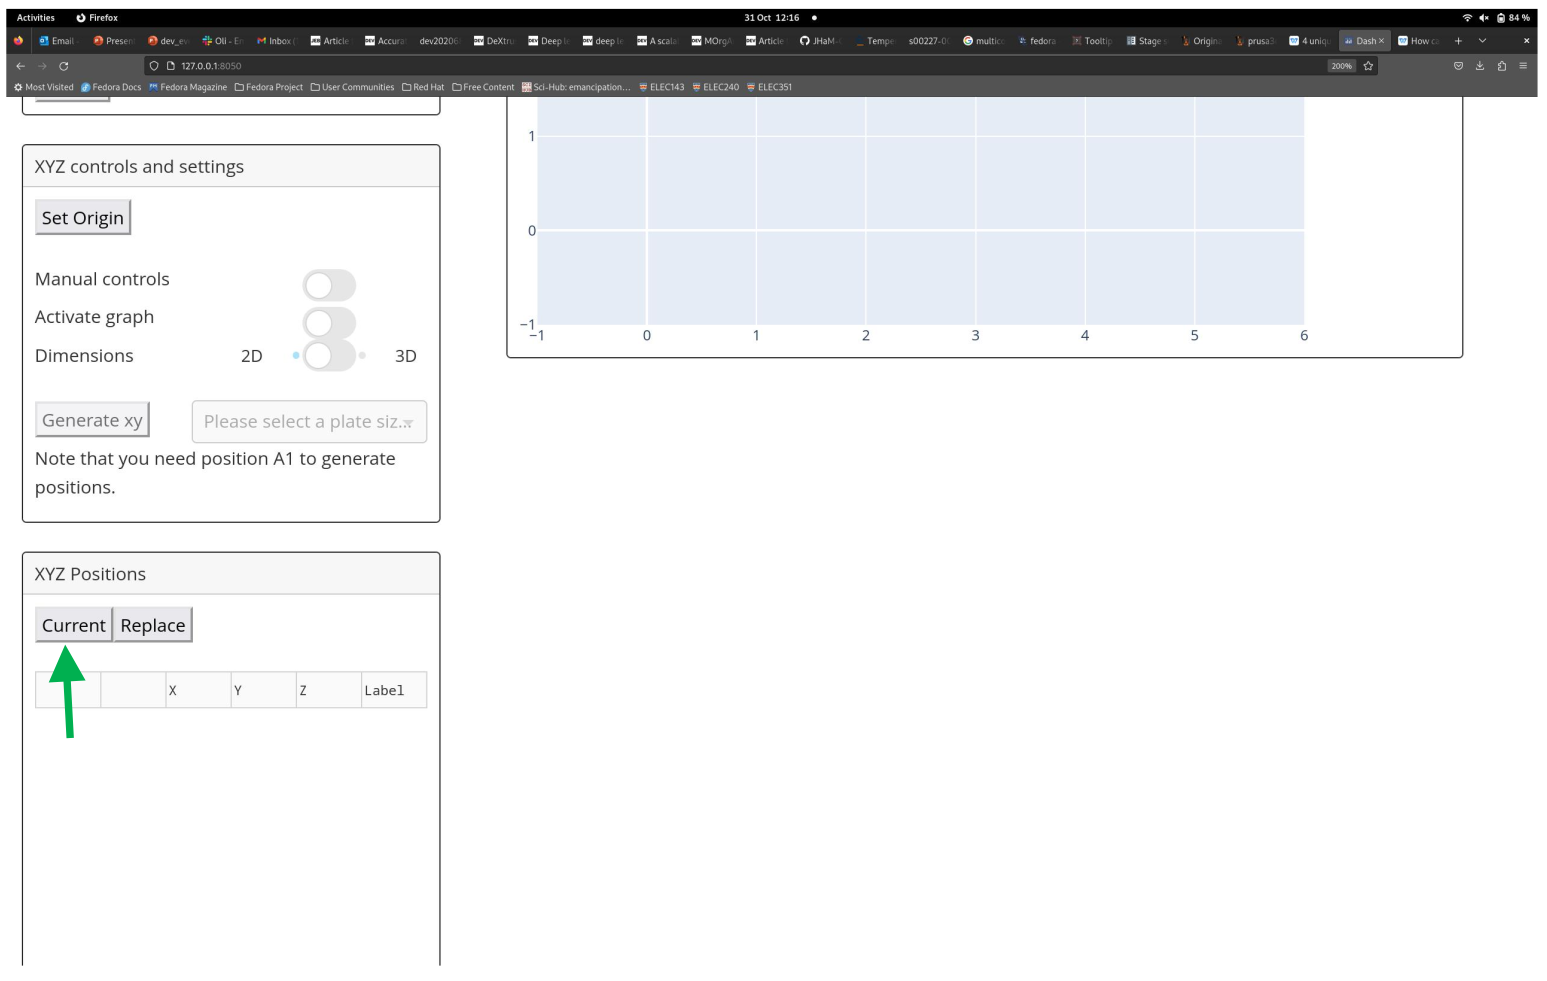 Activities Firefox 31 Oct 12:16 84 %
Email Presen dev_ev Oli - En Inbox ( Article Accurat dev20206 DeXtru Deep le deep le A scala MOrgA Article JHaM- Tempe s00227-00 multico fedora Tooltip Stage s Origina prusa3 4 uniqu Dash How ca
127.0.0.1:8050 200%
Most Visited Fedora Docs Fedora Magazine Fedora Project User Communities Red Hat Free Content Sci-Hub: emancipation... ELEC143 ELEC240 ELEC351
1
XYZ controls and settings
Set Origin
0
Manual controls
Activate graph
−1
−1 0 1 2 3 4 5 6
Dimensions 2D 3D
Generate xy Please select a plate siz...
Note that you need position A1 to generate
positions.
XYZ Positions
Current Replace
X Y Z Label